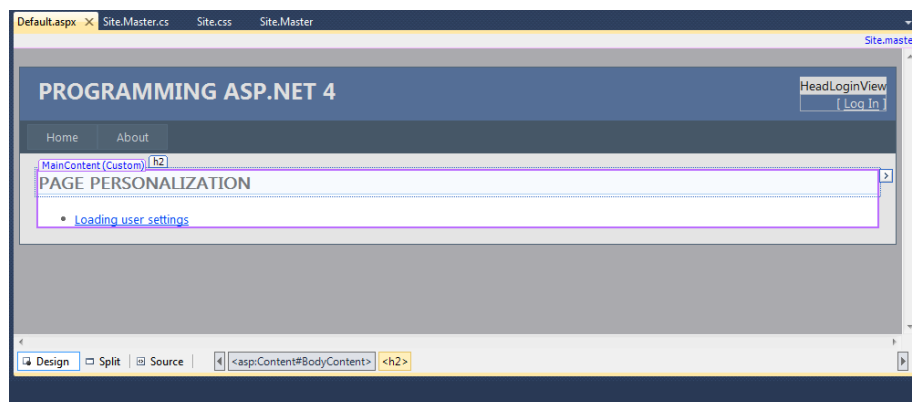 Default.aspx × Site.Master.cs Site.css Site.Master
Site.maste
PROGRAMMING ASP.NET 4
HeadLoginView
[ Log In ]
Home About
MainContent (Custom) h2
PAGE PERSONALIZATION
• Loading user settings
Design Split Source <asp:Content#BodyContent> <h2>